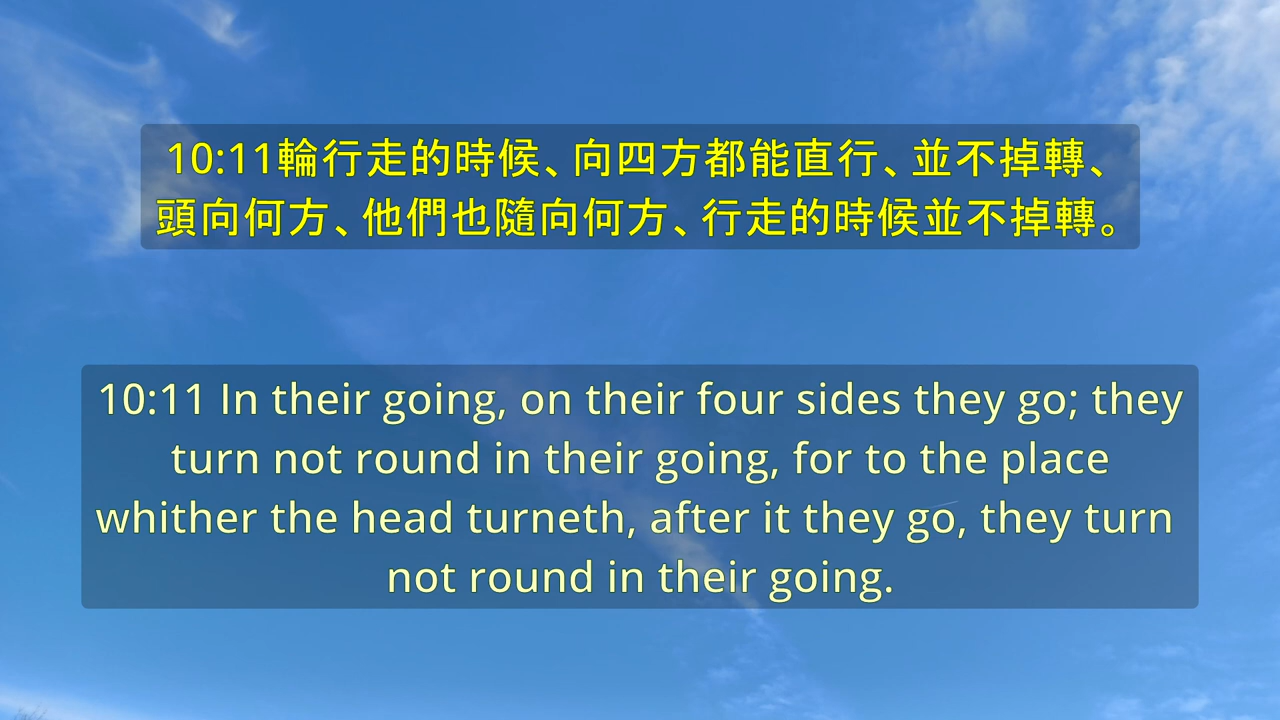 10:11輪行走的時候、向四方都能直行、並不掉轉、
頭向何方、他們也隨向何方、行走的時候並不掉轉。
10:11 In their going, on their four sides they go; they
turn not round in their going, for to the place
whither the head turneth, after it they go, they turn
not round in their going.